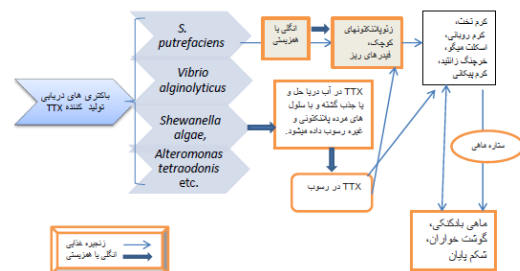 باکتری های دریایی
تولید کننده TTX
S.
putrefaciens
Vibrio
alginolyticus
Shewanella
algae,
Alteromonas
tetraodonis
etc.
انگلی یا
همزیستی
زئوپلانکتونهای
کوچک،
فیدرهای ریز
کرم تخت،
کرم روبانی،
اسکلت میگو،
خرچنگ زانتید،
کرم پیکانی
TTX در آب دریا حل و
یا جذب گشته و یا سلول
های مرده پلانکتونی و
غیره رسوب داده میشود.
TTX در رسوب
ستاره ماهی
ماهی بادکنکی،
گوشت خواران،
شکم پایان
زنجیره غذایی
انگلی یا همزیستی